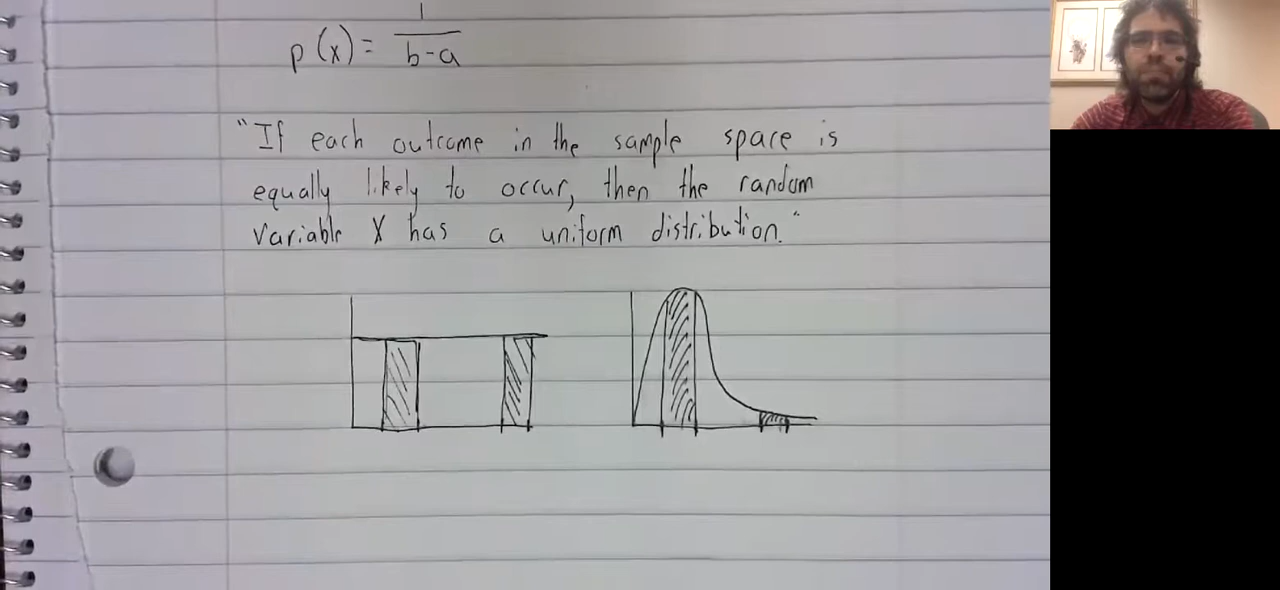 p(x) = 1/(b-a)
"If each outcome in the sample space is
equally likely to occur, then the random
variable X has a uniform distribution."